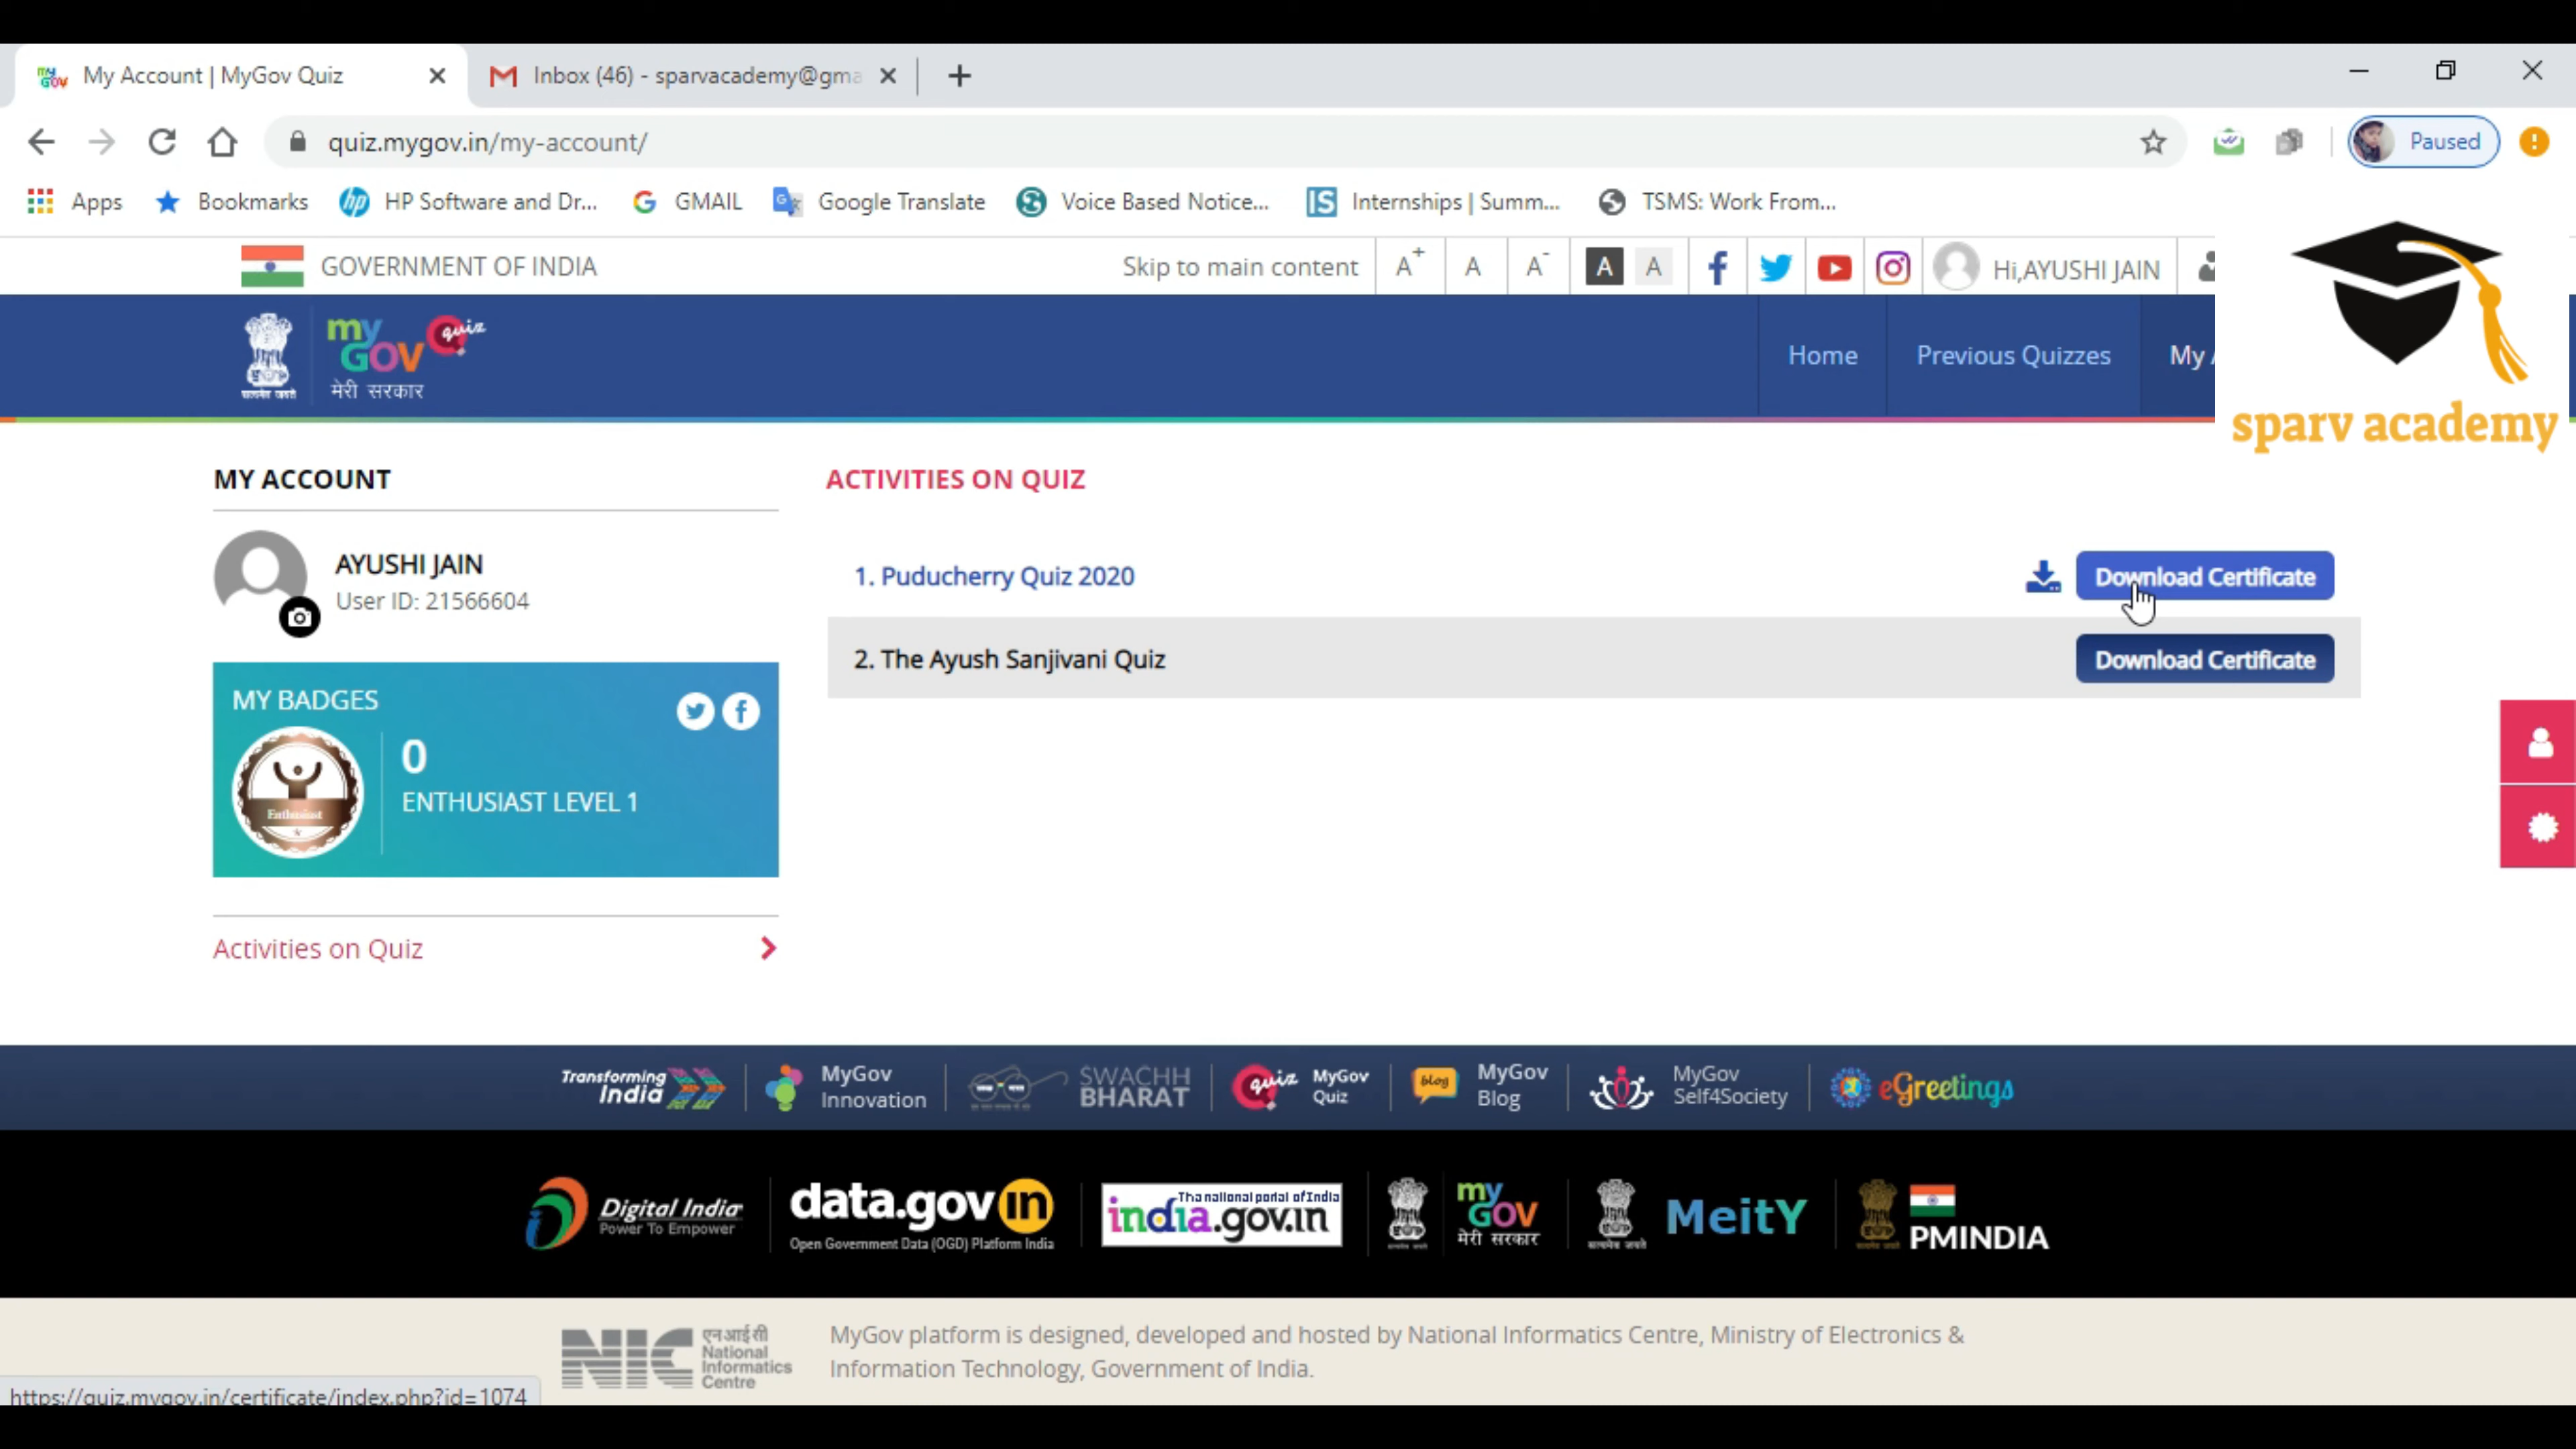 My Account | MyGov Quiz
Inbox (46) - sparvacademy@gma
quiz.mygov.in/my-account/
Paused
Apps
Bookmarks
HP Software and Dr...
GMAIL
Google Translate
Voice Based Notice...
IS
Internships | Summ...
TSMS: Work From...
GOVERNMENT OF INDIA
Skip to main content
A+
A
A-
A
A
Hi,AYUSHI JAIN
सत्यमेव जयते
my GOV quiz
मेरी सरकार
Home
Previous Quizzes
My
sparv academy
MY ACCOUNT
AYUSHI JAIN
User ID: 21566604
MY BADGES
Enthusiast
0
ENTHUSIAST LEVEL 1
Activities on Quiz
ACTIVITIES ON QUIZ
1. Puducherry Quiz 2020
Download Certificate
2. The Ayush Sanjivani Quiz
Download Certificate
Transforming India
MyGov Innovation
SWACHH BHARAT
quiz MyGov Quiz
blog MyGov Blog
MyGov Self4Society
eGreetings
Digital India
Power To Empower
data.gov in
Open Government Data (OGD) Platform India
The national portal of India
india.gov.in
my GOV
मेरी सरकार
MeitY
PMINDIA
NIC
एनआईसी
National
Informatics
Centre
MyGov platform is designed, developed and hosted by National Informatics Centre, Ministry of Electronics &
Information Technology, Government of India.
https://quiz.mygov.in/certificate/index.php?id=1074